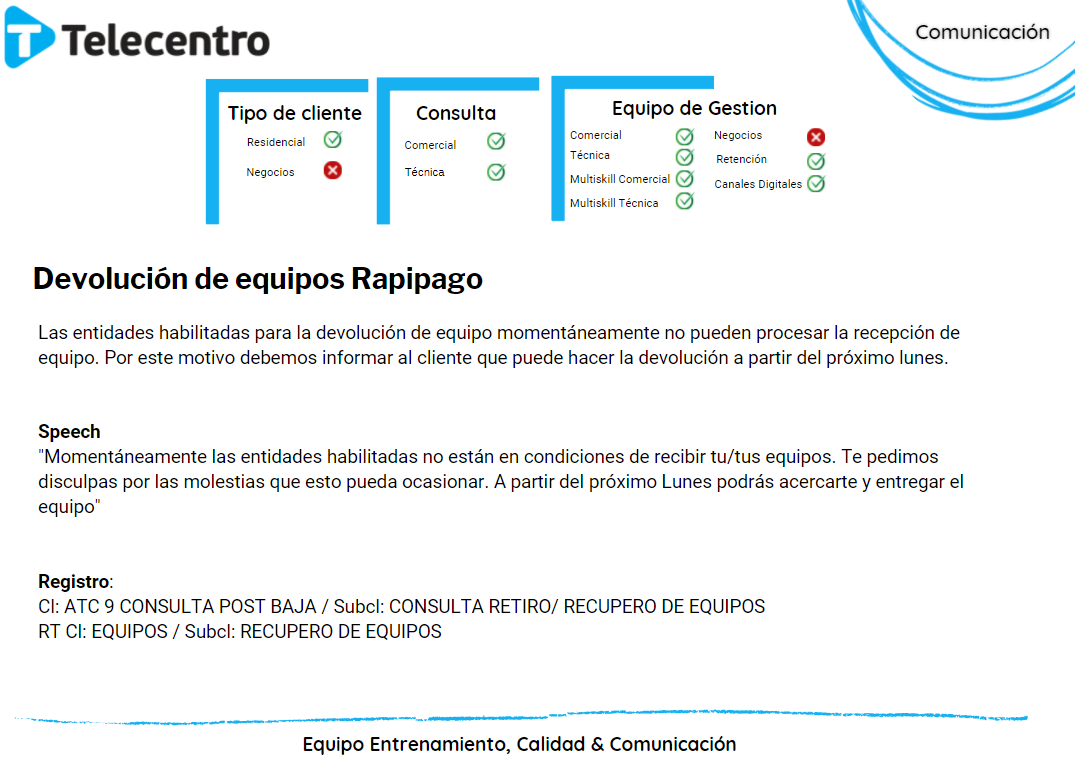 Telecentro
Comunicación
Tipo de cliente
Residencial
Negocios
Consulta
Comercial
Técnica
Equipo de Gestion
Comercial
Técnica
Multiskill Comercial
Multiskill Técnica
Negocios
Retención
Canales Digitales
Devolución de equipos Rapipago
Las entidades habilitadas para la devolución de equipo momentáneamente no pueden procesar la recepción de
equipo. Por este motivo debemos informar al cliente que puede hacer la devolución a partir del próximo lunes.
Speech
"Momentáneamente las entidades habilitadas no están en condiciones de recibir tu/tus equipos. Te pedimos
disculpas por las molestias que esto pueda ocasionar. A partir del próximo Lunes podrás acercarte y entregar el
equipo"
Registro:
Cl: ATC 9 CONSULTA POST BAJA / Subcl: CONSULTA RETIRO/ RECUPERO DE EQUIPOS
RT Cl: EQUIPOS / Subcl: RECUPERO DE EQUIPOS
Equipo Entrenamiento, Calidad & Comunicación